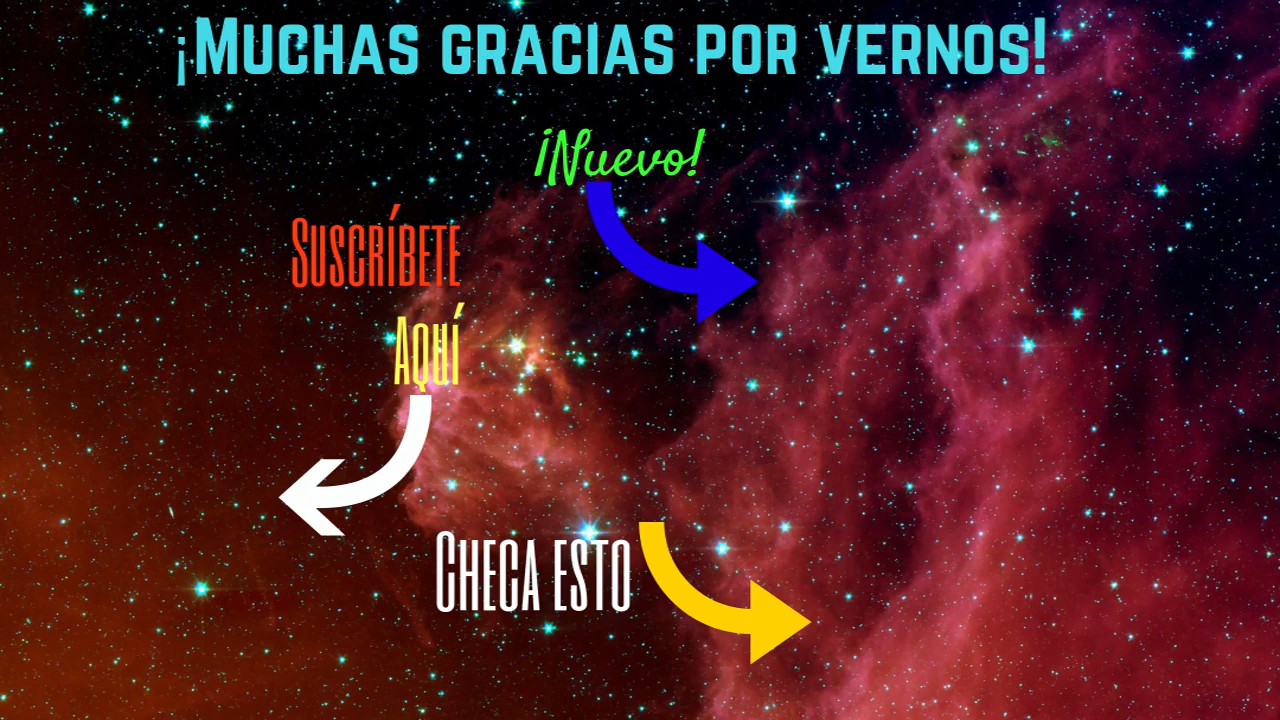 ¡Muchas gracias por vernos!
¡Nuevo!
Suscríbete
Aquí
Checa esto